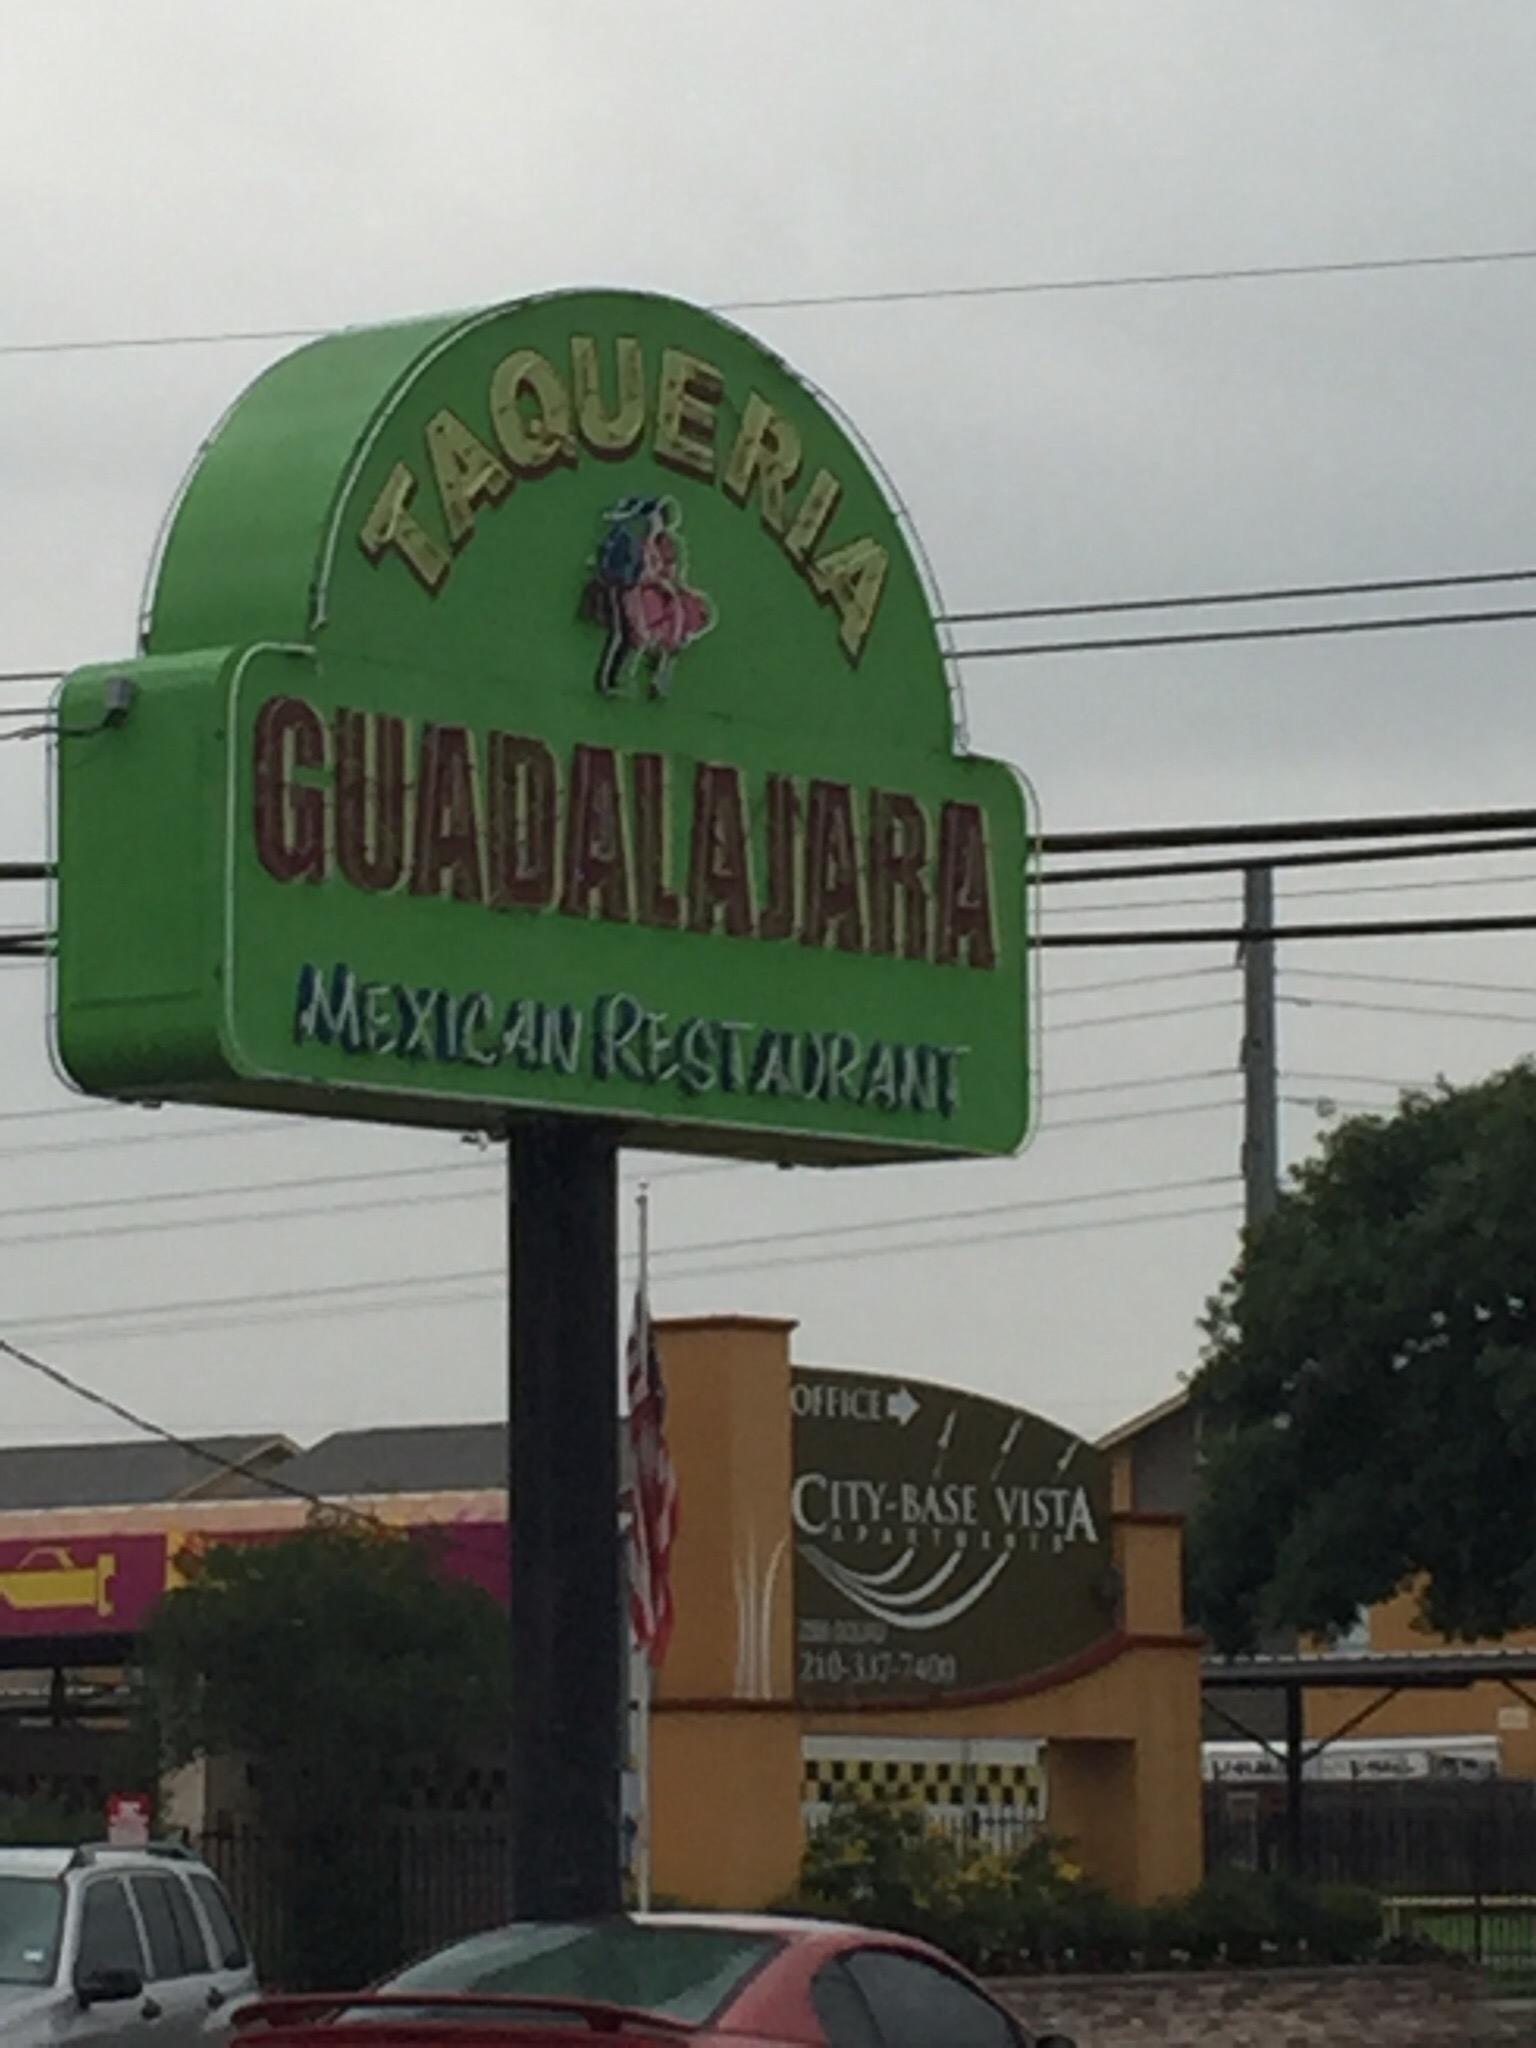 TAQUERIA
GUADALAJARA
MEXICAN RESTAURANT
OFFICE
CITY-BASE VISTA
APARTMENTS
210-337-7400